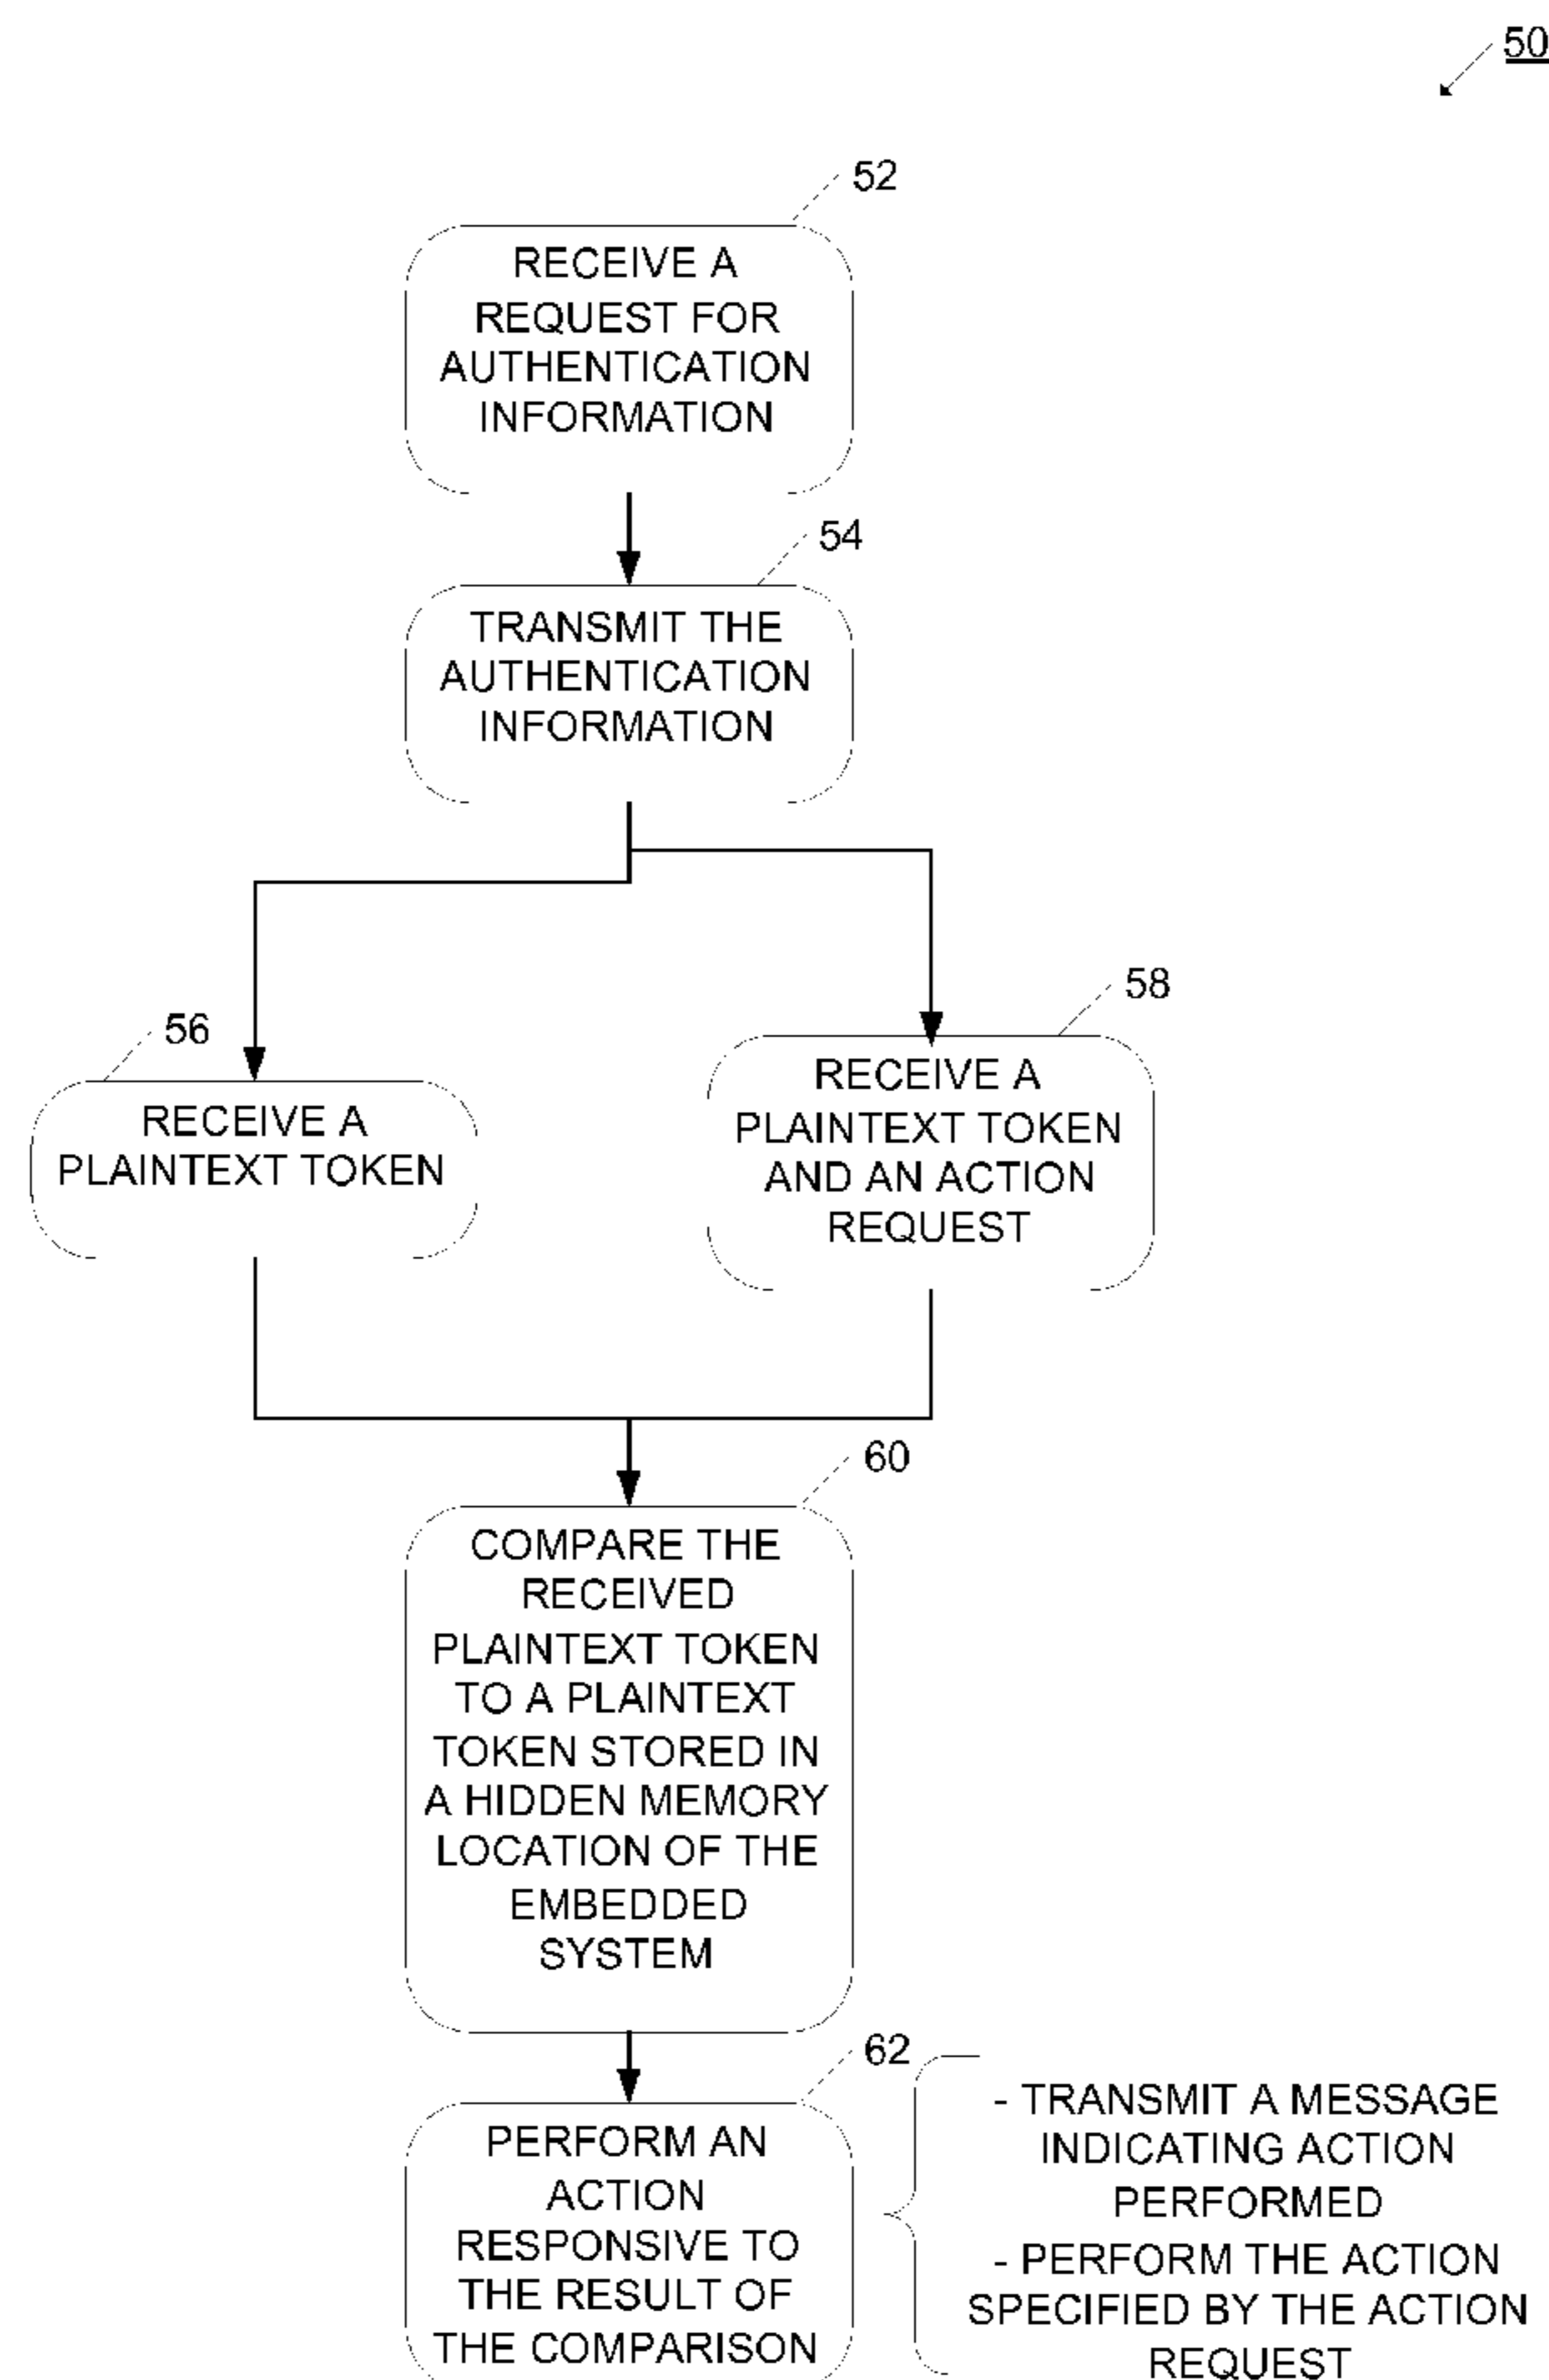 50
52
RECEIVE A
REQUEST FOR
AUTHENTICATION
INFORMATION
54
TRANSMIT THE
AUTHENTICATION
INFORMATION
56
RECEIVE A
PLAINTEXT TOKEN
58
RECEIVE A
PLAINTEXT TOKEN
AND AN ACTION
REQUEST
60
COMPARE THE
RECEIVED
PLAINTEXT TOKEN
TO A PLAINTEXT
TOKEN STORED IN
A HIDDEN MEMORY
LOCATION OF THE
EMBEDDED
SYSTEM
62
PERFORM AN
ACTION
RESPONSIVE TO
THE RESULT OF
THE COMPARISON
- TRANSMIT A MESSAGE
INDICATING ACTION
PERFORMED
- PERFORM THE ACTION
SPECIFIED BY THE ACTION
REQUEST